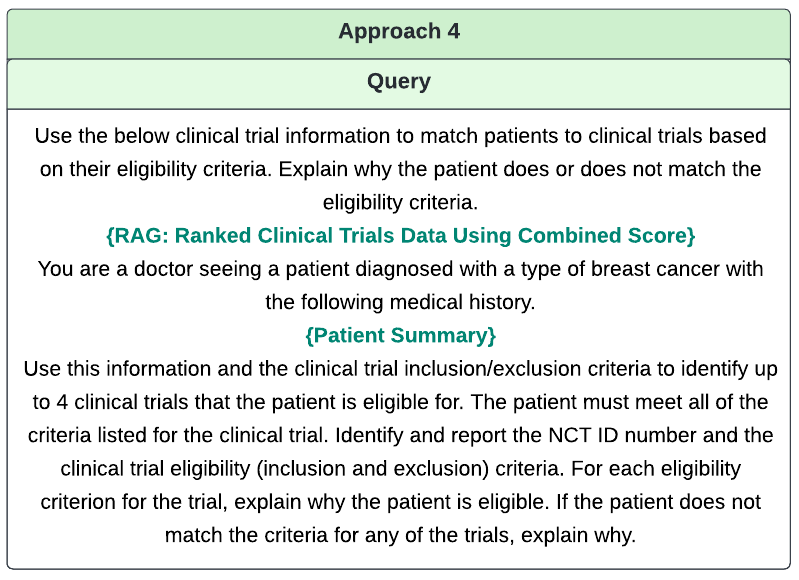 Approach 4
Query
Use the below clinical trial information to match patients to clinical trials based
on their eligibility criteria. Explain why the patient does or does not match the
eligibility criteria.
{RAG: Ranked Clinical Trials Data Using Combined Score}
You are a doctor seeing a patient diagnosed with a type of breast cancer with
the following medical history.
{Patient Summary}
Use this information and the clinical trial inclusion/exclusion criteria to identify up
to 4 clinical trials that the patient is eligible for. The patient must meet all of the
criteria listed for the clinical trial. Identify and report the NCT ID number and the
clinical trial eligibility (inclusion and exclusion) criteria. For each eligibility
criterion for the trial, explain why the patient is eligible. If the patient does not
match the criteria for any of the trials, explain why.